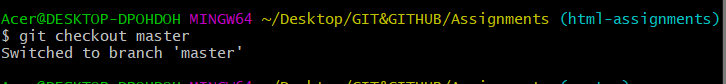 Acer@DESKTOP-DPOHDOH MINGW64 ~/Desktop/GIT&GITHUB/Assignments (html-assignments)
$ git checkout master
Switched to branch 'master'